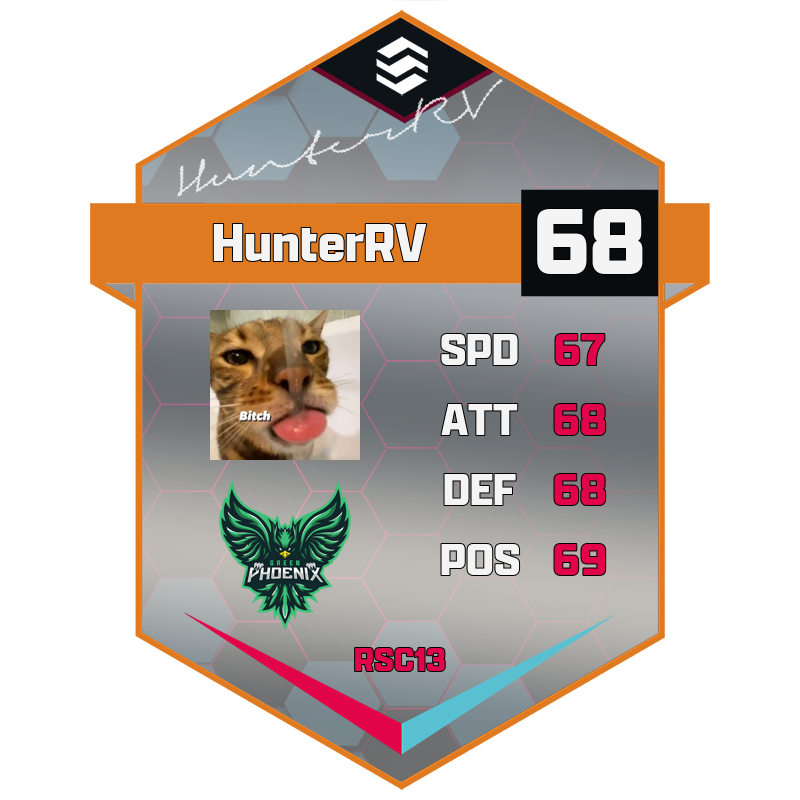 HunterRV
HunterRV 68
SPD 67
ATT 68
Bitch
DEF 68
POS 69
GREEN
PHOENIX
RSC13